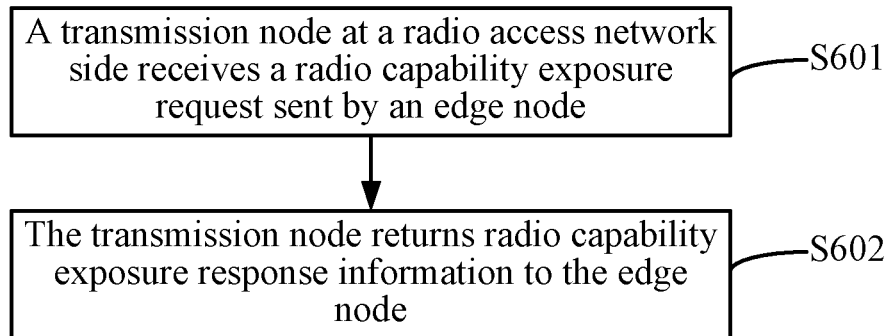 A transmission node at a radio access network
side receives a radio capability exposure
request sent by an edge node
S601
The transmission node returns radio capability
exposure response information to the edge
node
S602